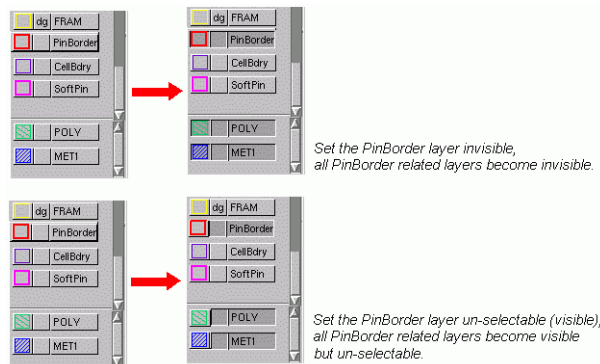 dg FRAM
PinBorder
CellBdry
SoftPin
POLY
MET1
dg FRAM
PinBorder
CellBdry
SoftPin
POLY
MET1
Set the PinBorder layer invisible,
all PinBorder related layers become invisible.
dg FRAM
PinBorder
CellBdry
SoftPin
POLY
MET1
dg FRAM
PinBorder
CellBdry
SoftPin
POLY
MET1
Set the PinBorder layer un-selectable (visible),
all PinBorder related layers become visible
but un-selectable.